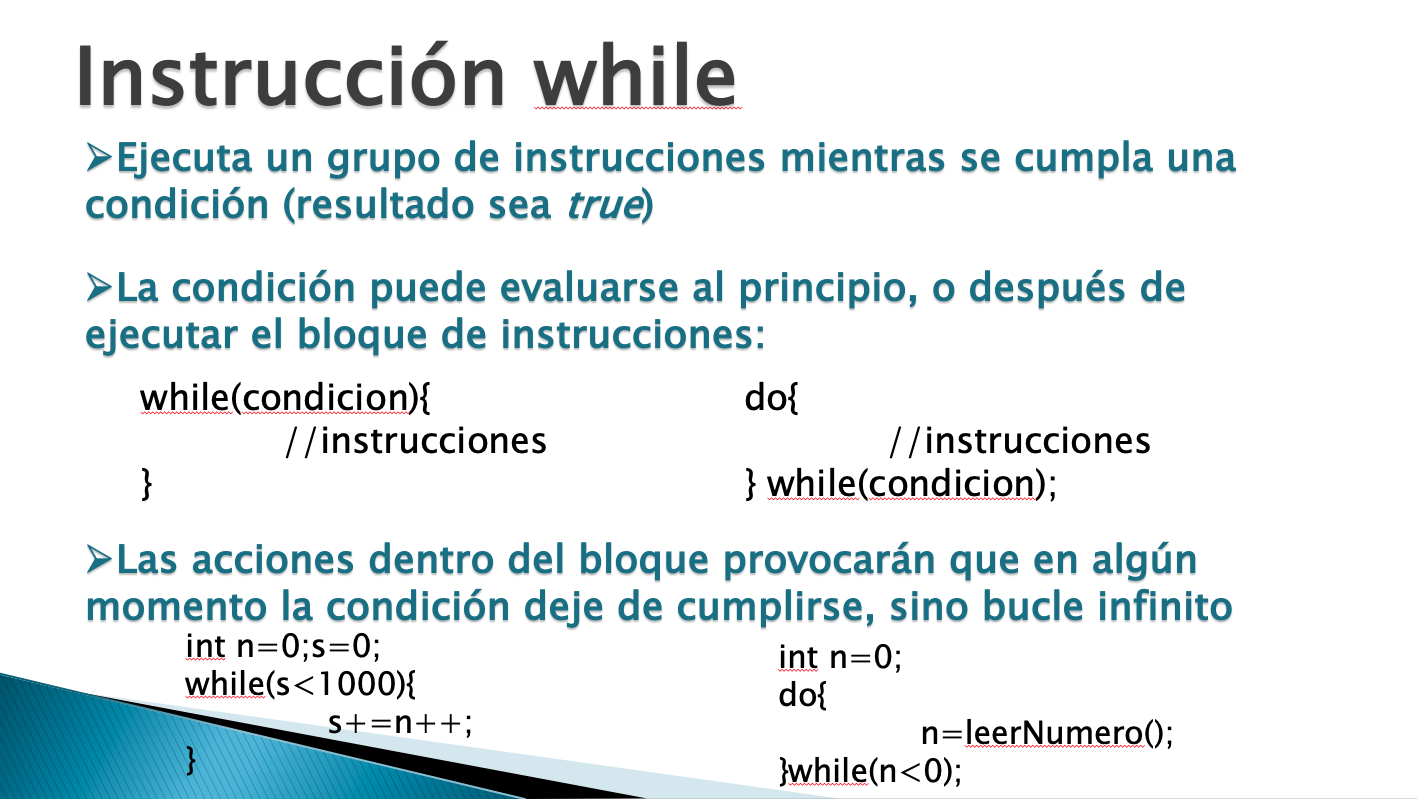 Instrucción while
➢Ejecuta un grupo de instrucciones mientras se cumpla una
condición (resultado sea true)
➢La condición puede evaluarse al principio, o después de
ejecutar el bloque de instrucciones:
while(condicion){
//instrucciones
}
do{
//instrucciones
} while(condicion);
➢Las acciones dentro del bloque provocarán que en algún
momento la condición deje de cumplirse, sino bucle infinito
int n=0;s=0;
while(s<1000){
s+=n++;
}
int n=0;
do{
n=leerNumero();
}while(n<0);